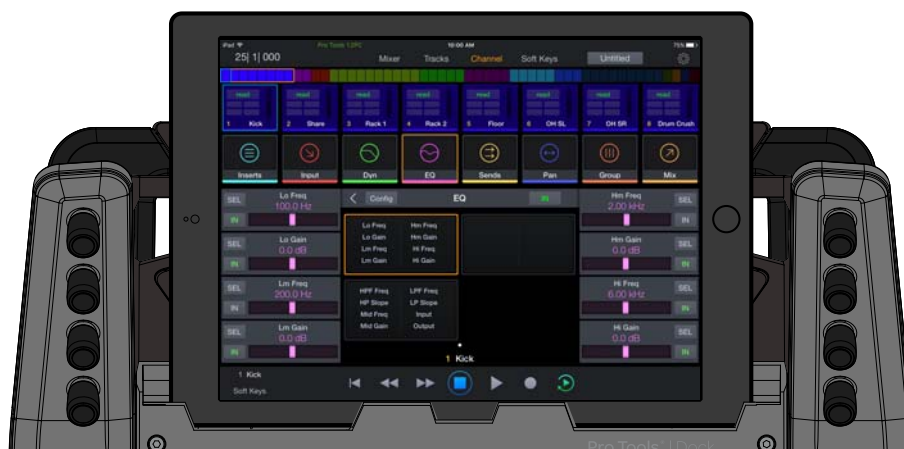 iPad Pro Tools 12PC 10:00 AM 75%
25| 1| 000 Mixer Tracks Channel Soft Keys Untitled
read read read read read read read read
1 Kick 2 Share 3 Rack 1 4 Rack 2 5 Floor 6 OH SL 7 OH SR 8 Drum Crush
Inserts Input Dyn EQ Sends Pan Group Mix
SEL Lo Freq Config EQ IN Hm Freq SEL
IN 100.0 Hz 2.00 kHz IN
Lo Freq Hm Freq
Lo Gain Hm Gain
Lm Freq Hi Freq
Lm Gain Hi Gain
SEL Lo Gain Hm Gain SEL
IN 0.0 dB 0.0 dB IN
SEL Lm Freq Hi Freq SEL
IN 200.0 Hz 6.00 kHz IN
HPF Freq LPF Freq
HP Slope LP Slope
Mid Freq Input
Mid Gain Output
SEL Lm Gain Hi Gain SEL
IN 0.0 dB 0.0 dB IN
1 Kick
1 Kick
Soft Keys
Pro Tools | Dock